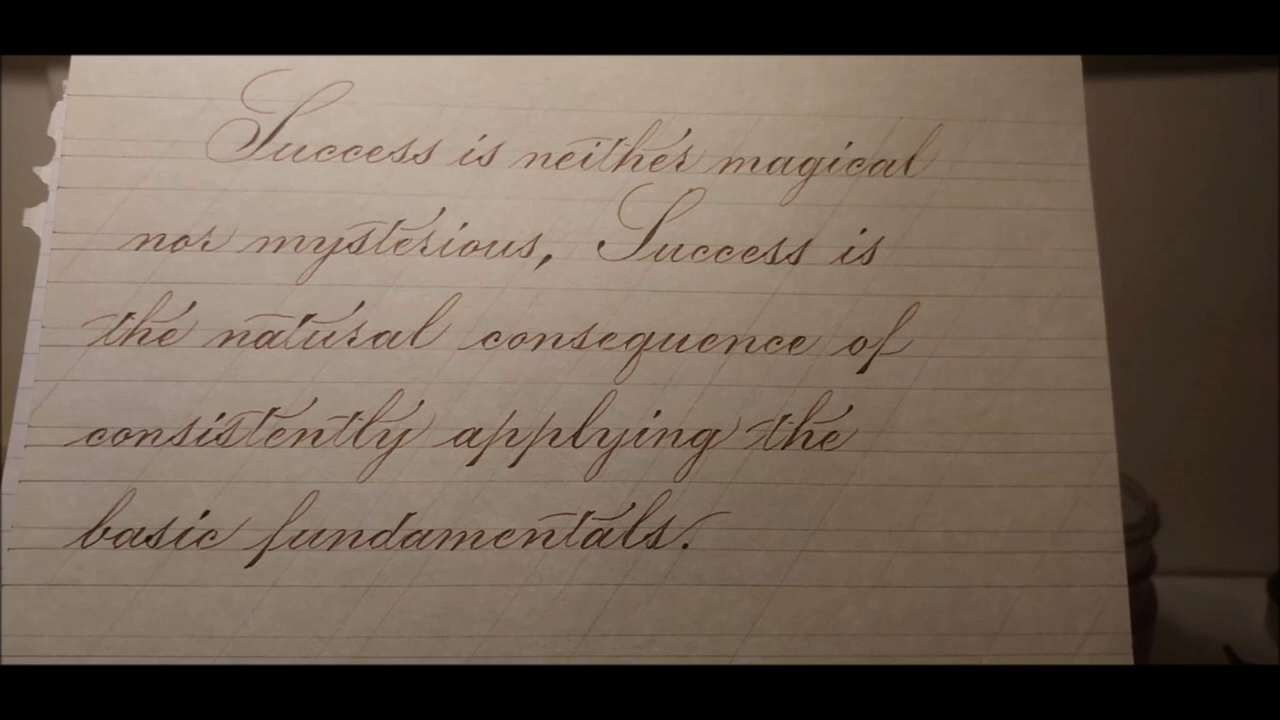 Success is neither magical
nor mysterious, Success is
the natural consequence of
consistently applying the
basic fundamentals.